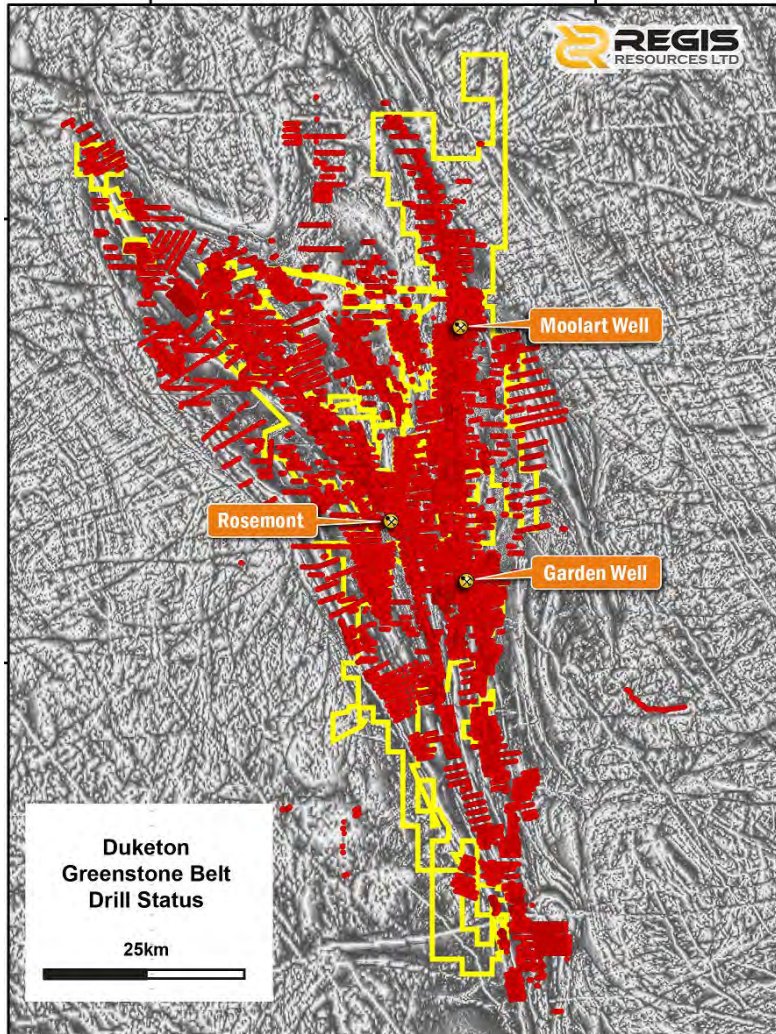 REGIS
RESOURCES LTD
Moolart Well
Rosemont
Garden Well
Duketon
Greenstone Belt
Drill Status
25km